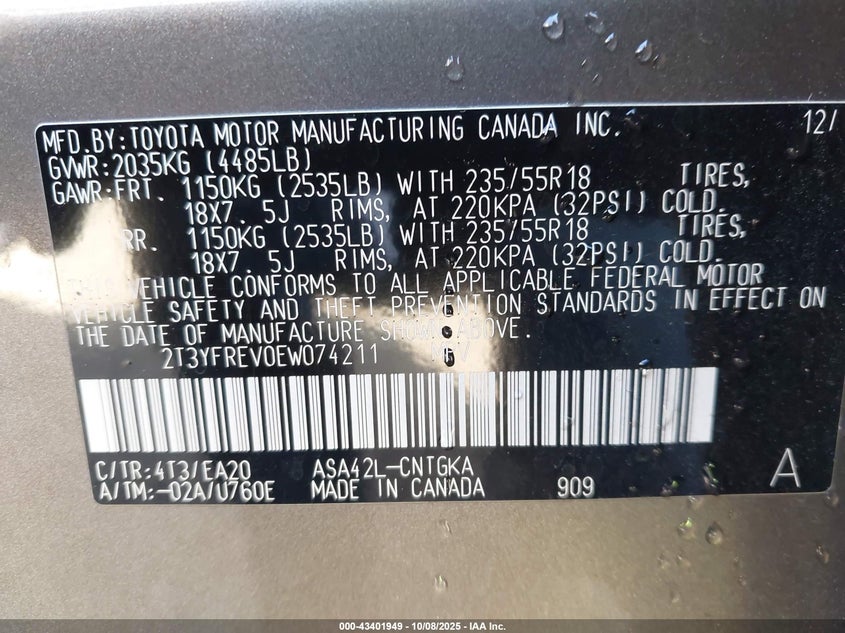 MFD.BY:TOYOTA MOTOR MANUFACTURING CANADA INC. 12/
GVWR:2035KG (4485LB)
GAWR:FRT. 1150KG (2535LB) WITH 235/55R18 TIRES,
18X7.5J RIMS, AT 220KPA (32PSI) COLD.
RR. 1150KG (2535LB) WITH 235/55R18 TIRES,
18X7.5J RIMS, AT 220KPA (32PSI) COLD.
THIS VEHICLE CONFORMS TO ALL APPLICABLE FEDERAL MOTOR
VEHICLE SAFETY AND THEFT PREVENTION STANDARDS IN EFFECT ON
THE DATE OF MANUFACTURE SHOWN ABOVE.
2T3YFREV0EW074211 MPV
C/TR:4T3/EA20 ASA42L-CNTGKA
A/TM:-02A/U760E MADE IN CANADA 909 A
000-43401949 | 10/08/2025 | IAA Inc.